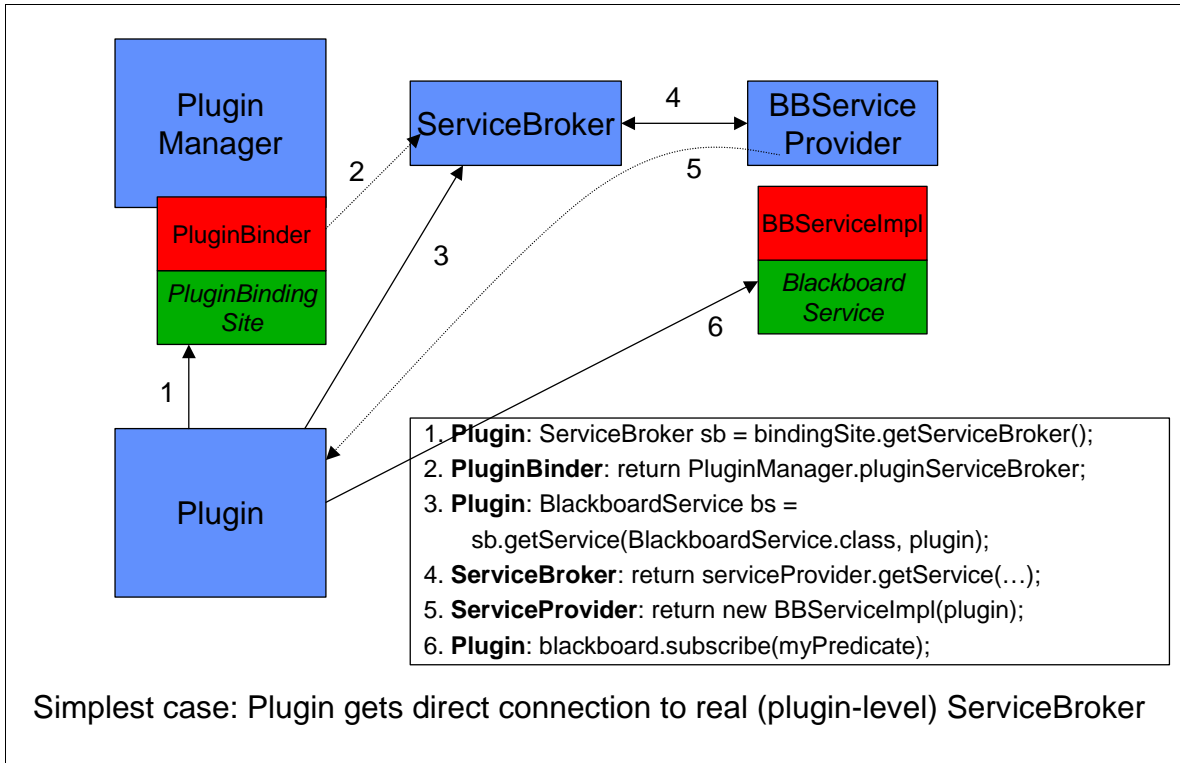 Plugin
Manager
ServiceBroker
4
BBService
Provider
2
5
PluginBinder
3
BBServiceImpl
PluginBinding
Site
Blackboard
Service
6
1
Plugin
1. Plugin: ServiceBroker sb = bindingSite.getServiceBroker();
2. PluginBinder: return PluginManager.pluginServiceBroker;
3. Plugin: BlackboardService bs =
sb.getService(BlackboardService.class, plugin);
4. ServiceBroker: return serviceProvider.getService(…);
5. ServiceProvider: return new BBServiceImpl(plugin);
6. Plugin: blackboard.subscribe(myPredicate);
Simplest case: Plugin gets direct connection to real (plugin-level) ServiceBroker